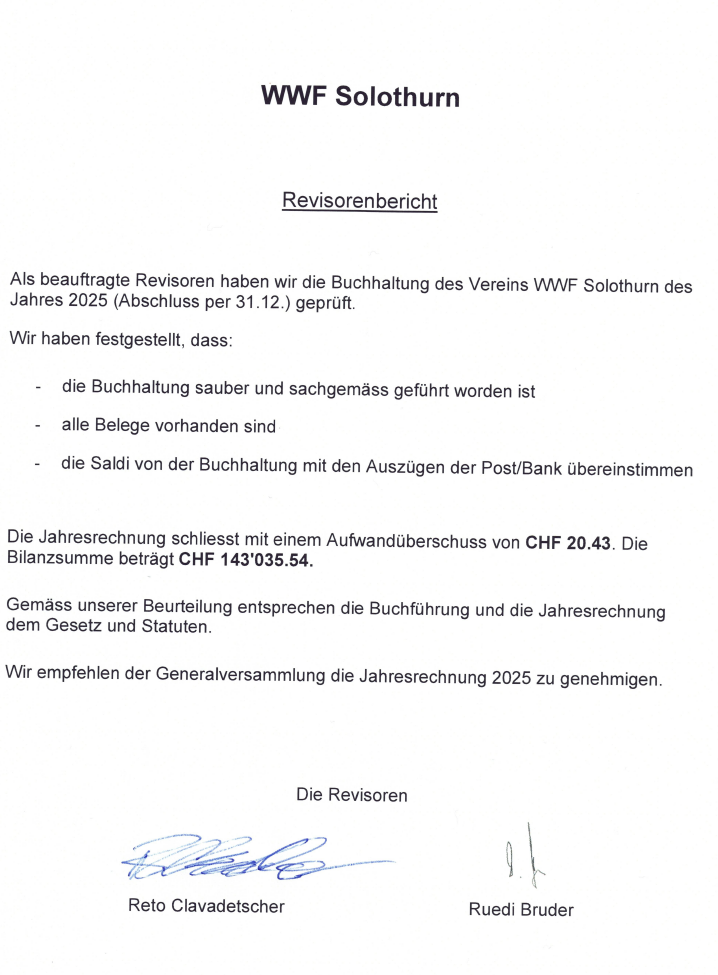 WWF Solothurn
Revisorenbericht
Als beauftragte Revisoren haben wir die Buchhaltung des Vereins WWF Solothurn des
Jahres 2025 (Abschluss per 31.12.) geprüft.
Wir haben festgestellt, dass:
- die Buchhaltung sauber und sachgemäss geführt worden ist
- alle Belege vorhanden sind
- die Saldi von der Buchhaltung mit den Auszügen der Post/Bank übereinstimmen
Die Jahresrechnung schliesst mit einem Aufwandüberschuss von CHF 20.43. Die
Bilanzsumme beträgt CHF 143'035.54.
Gemäss unserer Beurteilung entsprechen die Buchführung und die Jahresrechnung
dem Gesetz und Statuten.
Wir empfehlen der Generalversammlung die Jahresrechnung 2025 zu genehmigen.
Die Revisoren
Reto Clavadetscher
Ruedi Bruder